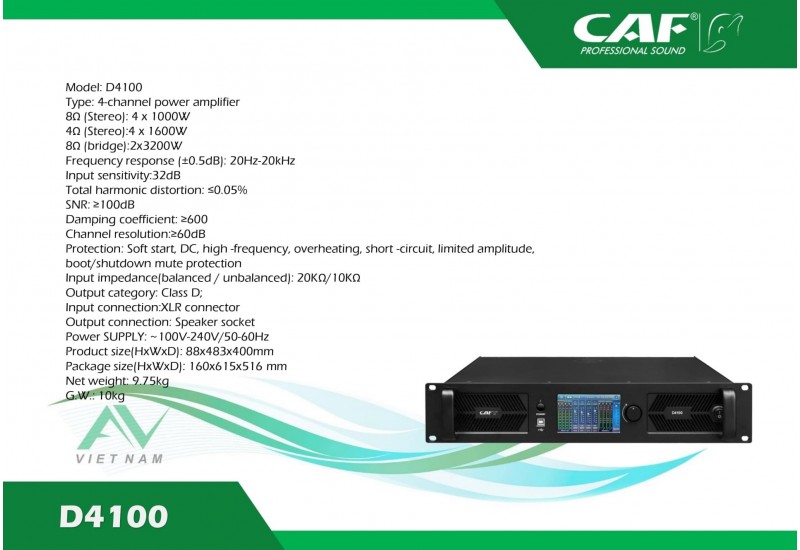 CAF®
PROFESSIONAL SOUND
Model: D4100
Type: 4-channel power amplifier
8Ω (Stereo): 4 x 1000W
4Ω (Stereo):4 x 1600W
8Ω (bridge):2x3200W
Frequency response (±0.5dB): 20Hz-20kHz
Input sensitivity:32dB
Total harmonic distortion: ≤0.05%
SNR: ≥100dB
Damping coefficient: ≥600
Channel resolution:≥60dB
Protection: Soft start, DC, high -frequency, overheating, short -circuit, limited amplitude,
boot/shutdown mute protection
Input impedance(balanced / unbalanced): 20KΩ/10KΩ
Output category: Class D;
Input connection:XLR connector
Output connection: Speaker socket
Power SUPPLY: ~100V-240V/50-60Hz
Product size(HxWxD): 88x483x400mm
Package size(HxWxD): 160x615x516 mm
Net weight: 9.75kg
G.W.: 10kg
CAF
D4100
AV
VIETNAM
D4100